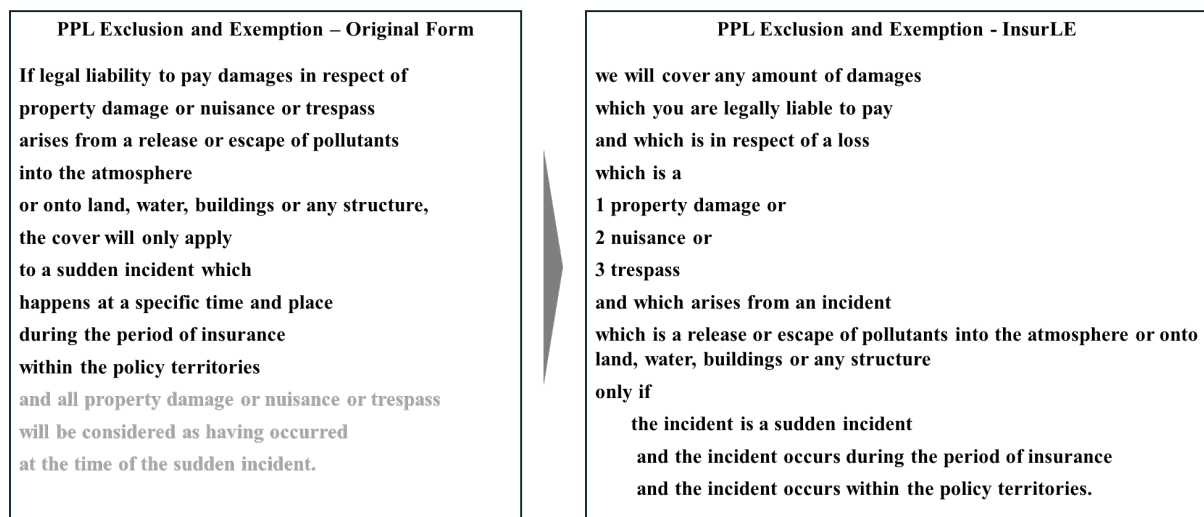 PPL Exclusion and Exemption – Original Form
If legal liability to pay damages in respect of
property damage or nuisance or trespass
arises from a release or escape of pollutants
into the atmosphere
or onto land, water, buildings or any structure,
the cover will only apply
to a sudden incident which
happens at a specific time and place
during the period of insurance
within the policy territories
and all property damage or nuisance or trespass
will be considered as having occurred
at the time of the sudden incident.
PPL Exclusion and Exemption - InsurLE
we will cover any amount of damages
which you are legally liable to pay
and which is in respect of a loss
which is a
1 property damage or
2 nuisance or
3 trespass
and which arises from an incident
which is a release or escape of pollutants into the atmosphere or onto
land, water, buildings or any structure
only if
the incident is a sudden incident
and the incident occurs during the period of insurance
and the incident occurs within the policy territories.